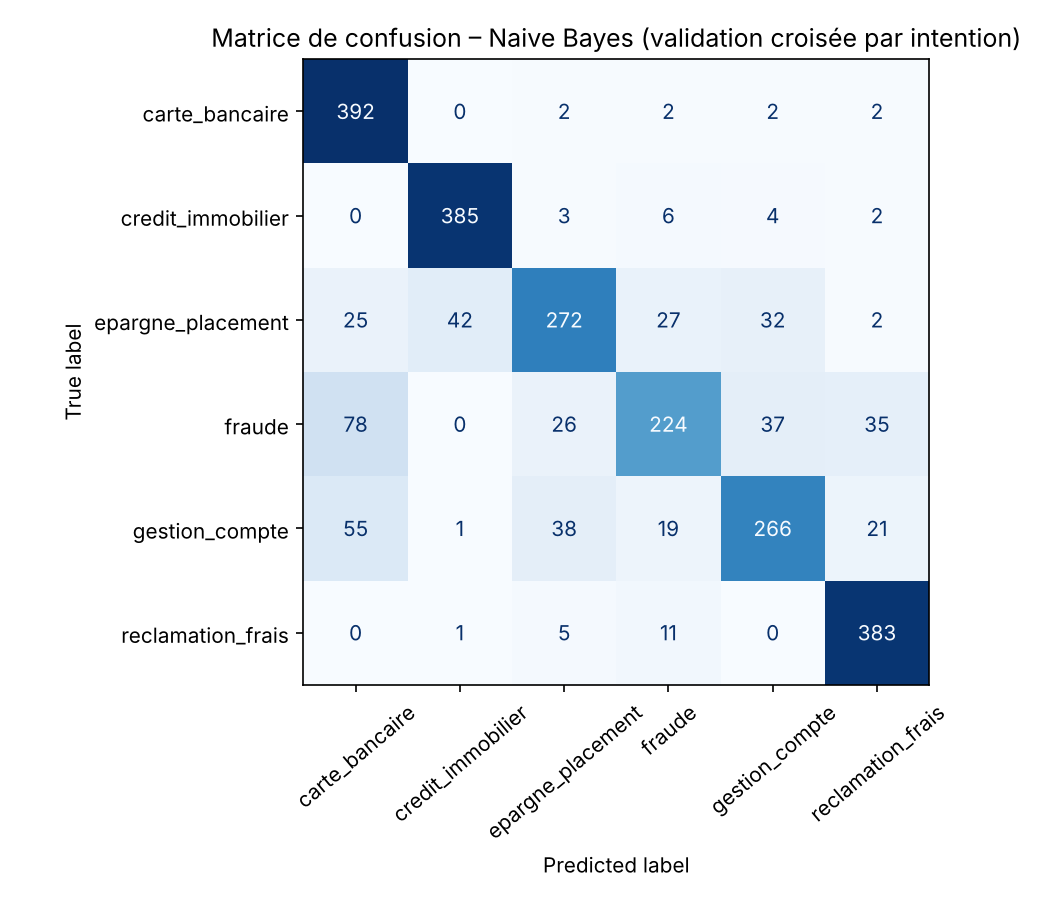 Matrice de confusion – Naive Bayes (validation croisée par intention)
True label
carte_bancaire 392 0 2 2 2 2
credit_immobilier 0 385 3 6 4 2
epargne_placement 25 42 272 27 32 2
fraude 78 0 26 224 37 35
gestion_compte 55 1 38 19 266 21
reclamation_frais 0 1 5 11 0 383
carte_bancaire credit_immobilier epargne_placement fraude gestion_compte reclamation_frais
Predicted label